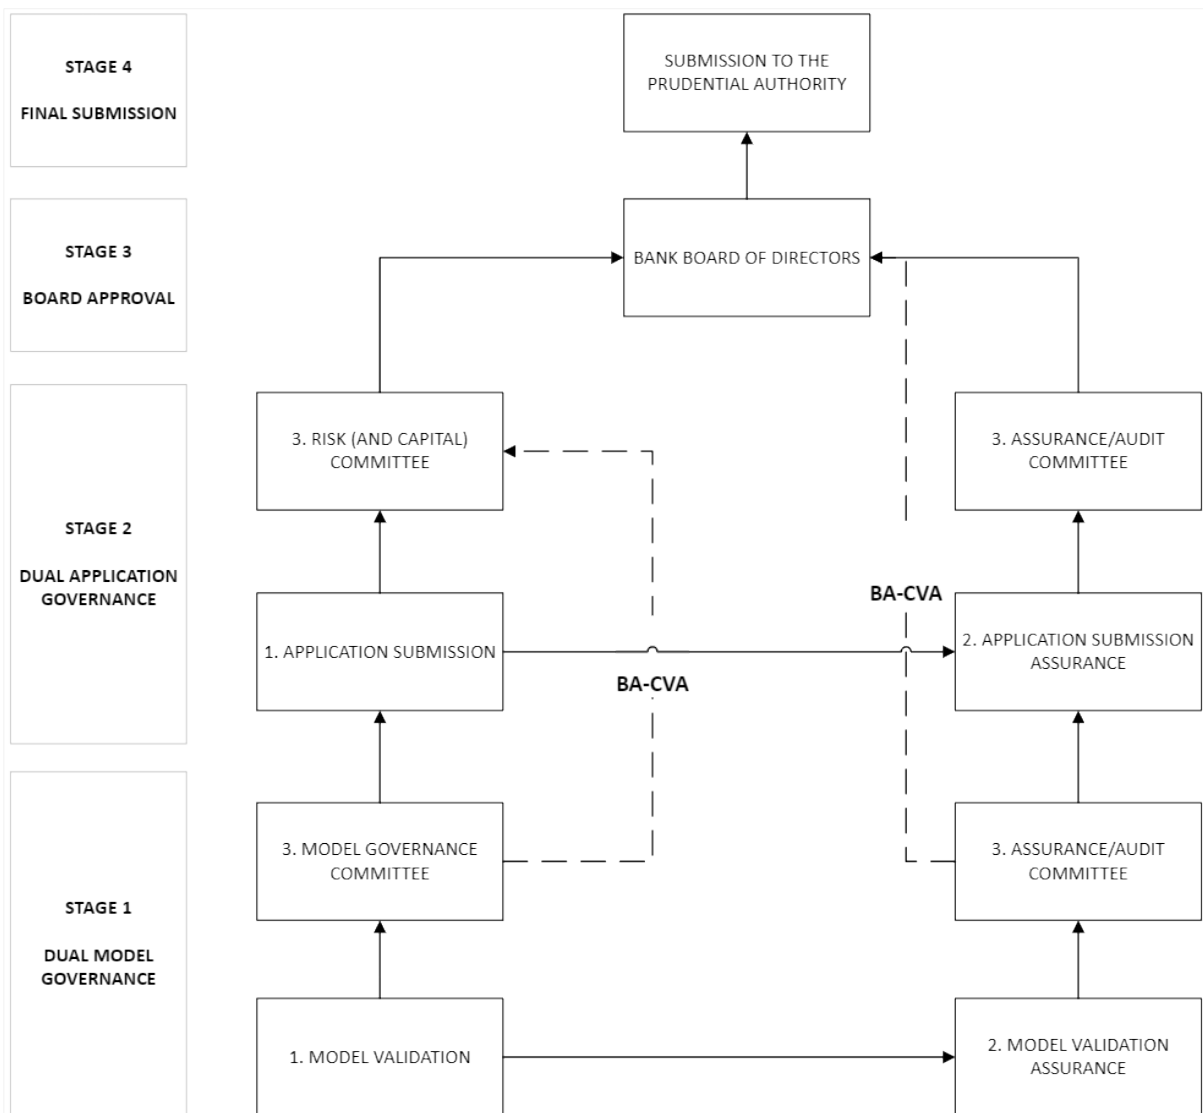 STAGE 4
FINAL SUBMISSION
SUBMISSION TO THE
PRUDENTIAL AUTHORITY
STAGE 3
BOARD APPROVAL
BANK BOARD OF DIRECTORS
STAGE 2
DUAL APPLICATION
GOVERNANCE
3. RISK (AND CAPITAL)
COMMITTEE
3. ASSURANCE/AUDIT
COMMITTEE
BA-CVA
1. APPLICATION SUBMISSION
2. APPLICATION SUBMISSION
ASSURANCE
BA-CVA
STAGE 1
DUAL MODEL
GOVERNANCE
3. MODEL GOVERNANCE
COMMITTEE
3. ASSURANCE/AUDIT
COMMITTEE
1. MODEL VALIDATION
2. MODEL VALIDATION
ASSURANCE